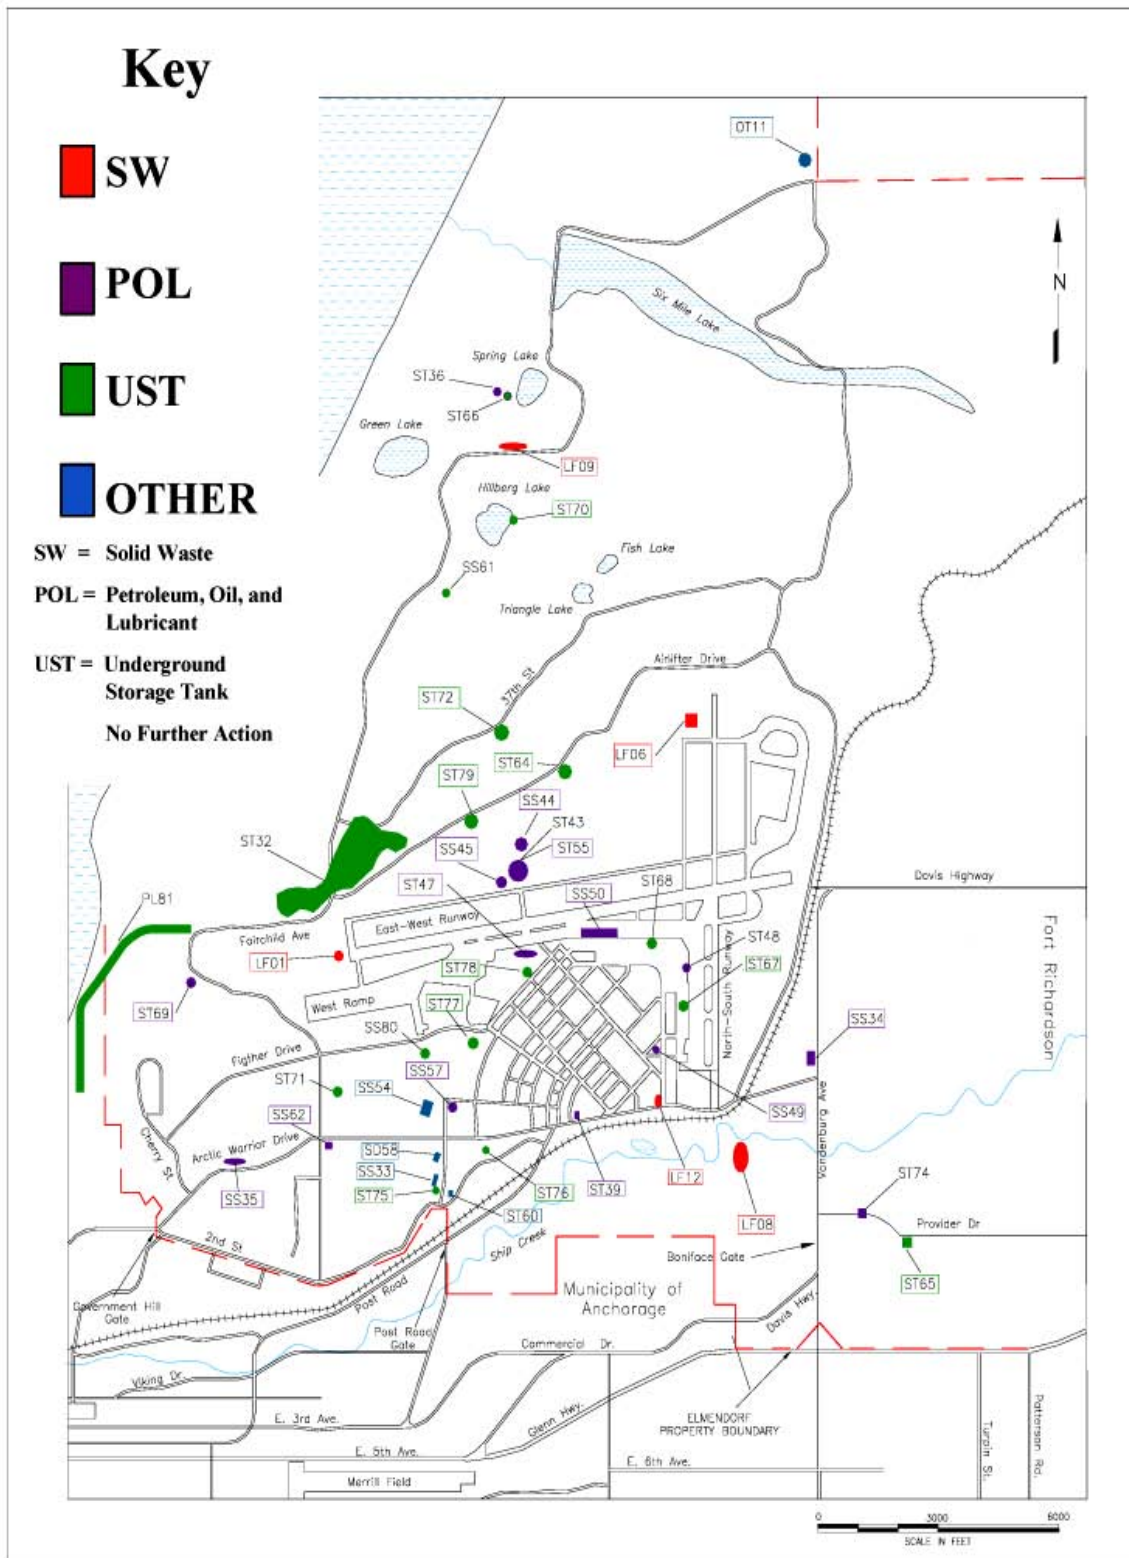 Key
SW
POL
UST
OTHER
SW = Solid Waste
POL = Petroleum, Oil, and
Lubricant
UST = Underground
Storage Tank
No Further Action
OT11
N
Six Mile Lake
Spring Lake
ST36
ST66
Green Lake
LF09
Hillberg Lake
ST70
Fish Lake
SS61
Triangle Lake
Airlifter Drive
37th St
ST72
LF06
ST64
ST79
SS44
ST43
ST32
SS45
ST55
ST47
SS50
ST68
Davis Highway
PL81
East-West Runway
Fairchild Ave
Fort Richardson
LF01
ST48
ST78
ST67
ST69
West Ramp
ST77
North-South Runway
SS34
SS80
Figther Drive
SS57
ST71
SS54
SS49
SS62
Vandenburg Ave
Cherry St
Arctic Warrior Drive
SD58
SS33
LF12
ST74
SS35
ST75
ST76
ST39
ST60
LF08
Provider Dr
2nd St
Ship Creek
Boniface Gate
ST65
Municipality of
Anchorage
Government Hill
Gate
Post Road
Davis Hwy.
Post Road
Gate
Commercial Dr.
Viking Dr.
E. 3rd Ave.
Glenn Hwy.
ELMENDORF
PROPERTY BOUNDARY
Turpin St.
Patterson Rd.
E. 5th Ave.
E. 6th Ave.
Merrill Field
0 3000 6000
SCALE IN FEET